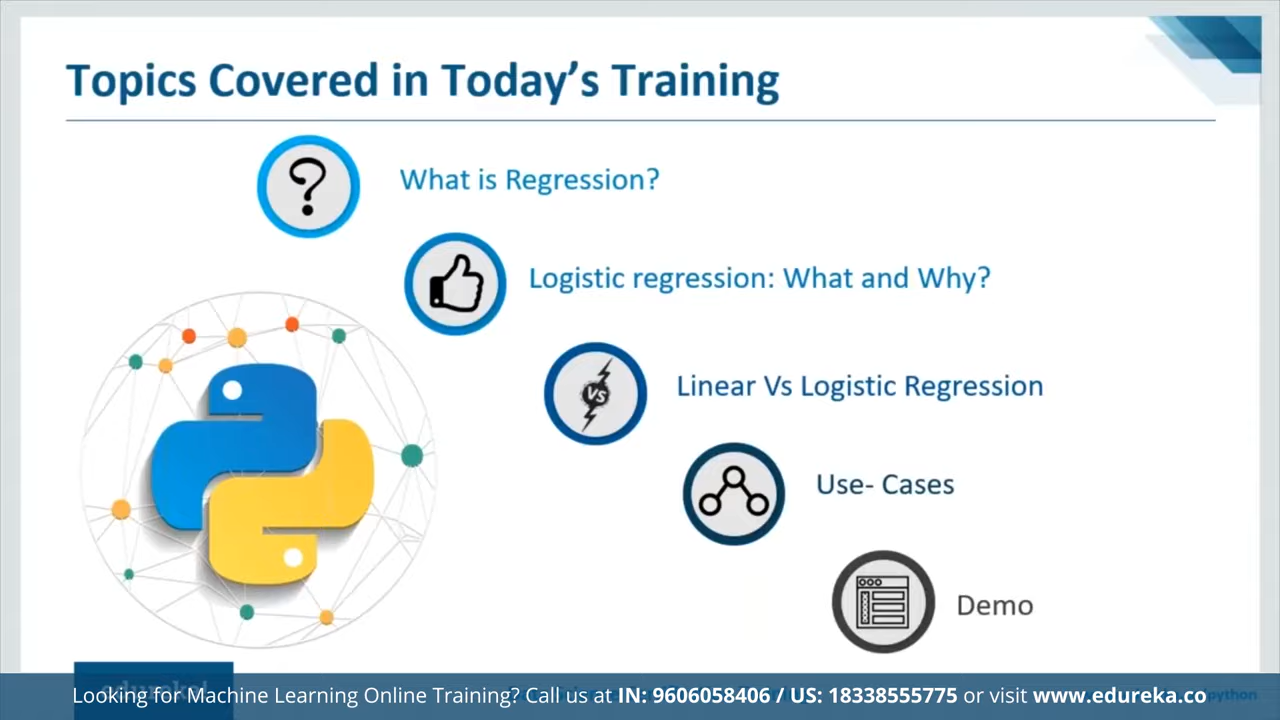 Topics Covered in Today's Training
What is Regression?
Logistic regression: What and Why?
VS
Linear Vs Logistic Regression
Use- Cases
Demo
Looking for Machine Learning Online Training? Call us at IN: 9606058406 / US: 18338555775 or visit www.edureka.co